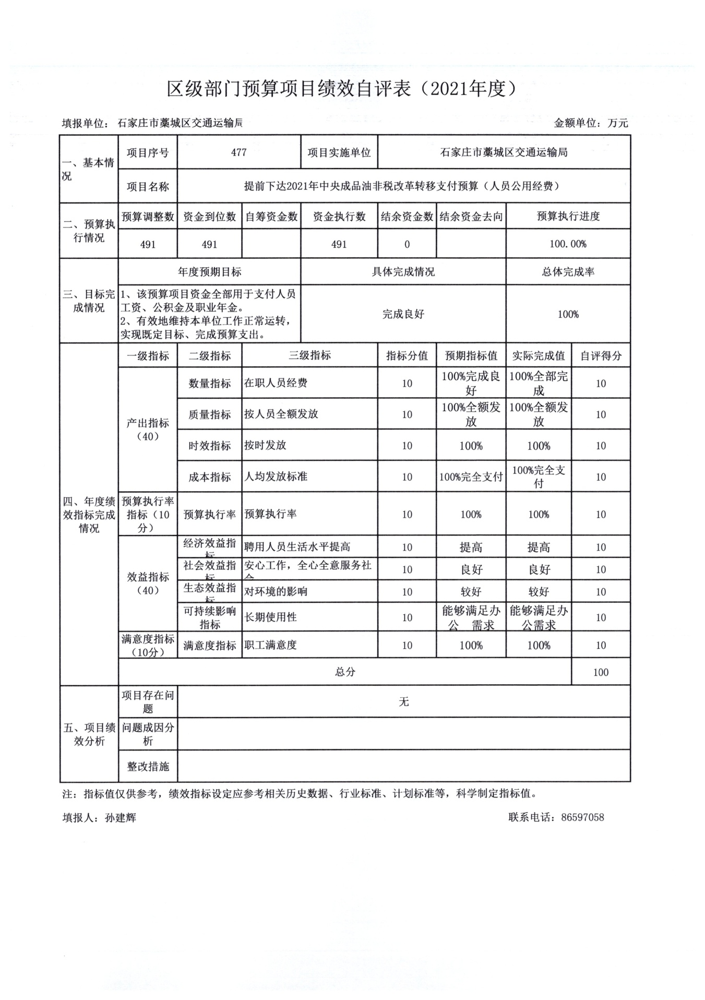 区级部门预算项目绩效自评表（2021年度）
填报单位： 石家庄市藁城区交通运输局 金额单位：万元
一、基本情况
项目序号 477 项目实施单位 石家庄市藁城区交通运输局
项目名称 提前下达2021年中央成品油非税改革转移支付预算（人员公用经费）
二、预算执行情况
预算调整数 资金到位数 自筹资金数 资金执行数 结余资金数 结余资金去向 预算执行进度
491 491 491 0 100.00%
三、目标完成情况
年度预期目标 具体完成情况 总体完成率
1、该预算项目资金全部用于支付人员
工资、公积金及职业年金。
2、有效地维持本单位工作正常运转，
实现既定目标、完成预算支出。
完成良好 100%
四、年度绩效指标完成情况
一级指标 二级指标 三级指标 指标分值 预期指标值 实际完成值 自评得分
产出指标（40）
数量指标 在职人员经费 10 100%完成良好 100%全部完成 10
质量指标 按人员全额发放 10 100%全额发放 100%全额发放 10
时效指标 按时发放 10 100% 100% 10
成本指标 人均发放标准 10 100%完全支付 100%完全支付 10
预算执行率指标（10分） 预算执行率 预算执行率 10 100% 100% 10
效益指标（40）
经济效益指标 聘用人员生活水平提高 10 提高 提高 10
社会效益指标 安心工作，全心全意服务社会 10 良好 良好 10
生态效益指标 对环境的影响 10 较好 较好 10
可持续影响指标 长期使用性 10 能够满足办公 需求 能够满足办公需求 10
满意度指标（10分） 满意度指标 职工满意度 10 100% 100% 10
总分 100
五、项目绩效分析
项目存在问题 无
问题成因分析
整改措施
注：指标值仅供参考，绩效指标设定应参考相关历史数据、行业标准、计划标准等，科学制定指标值。
填报人：孙建辉 联系电话：86597058